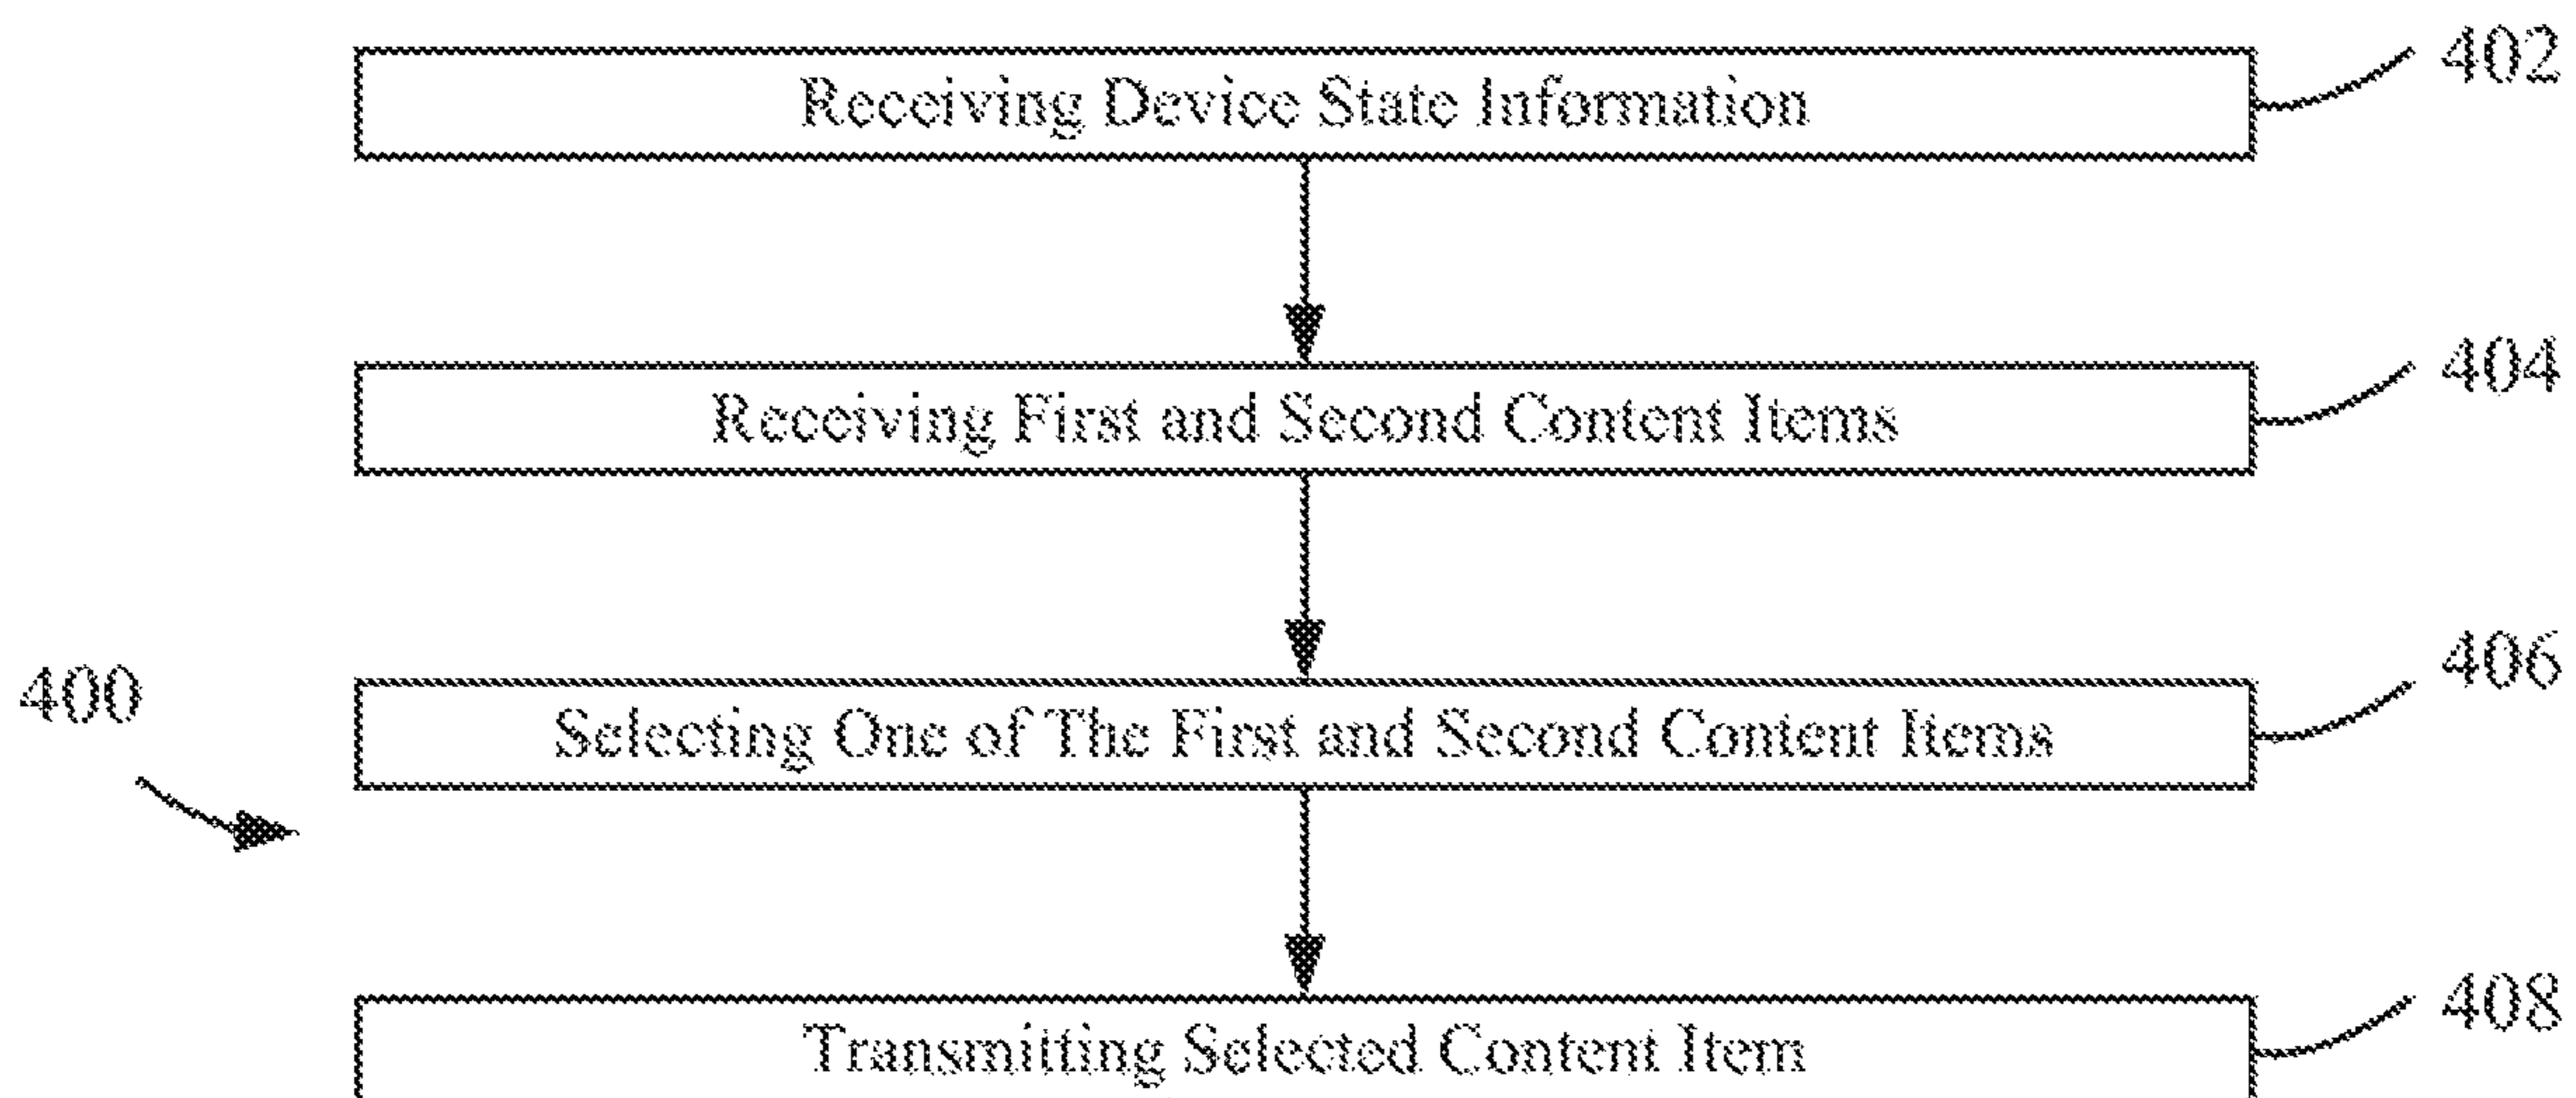 Receiving Device State Information 402
Receiving First and Second Content Items 404
400 Selecting One of The First and Second Content Items 406
Transmitting Selected Content Item 408